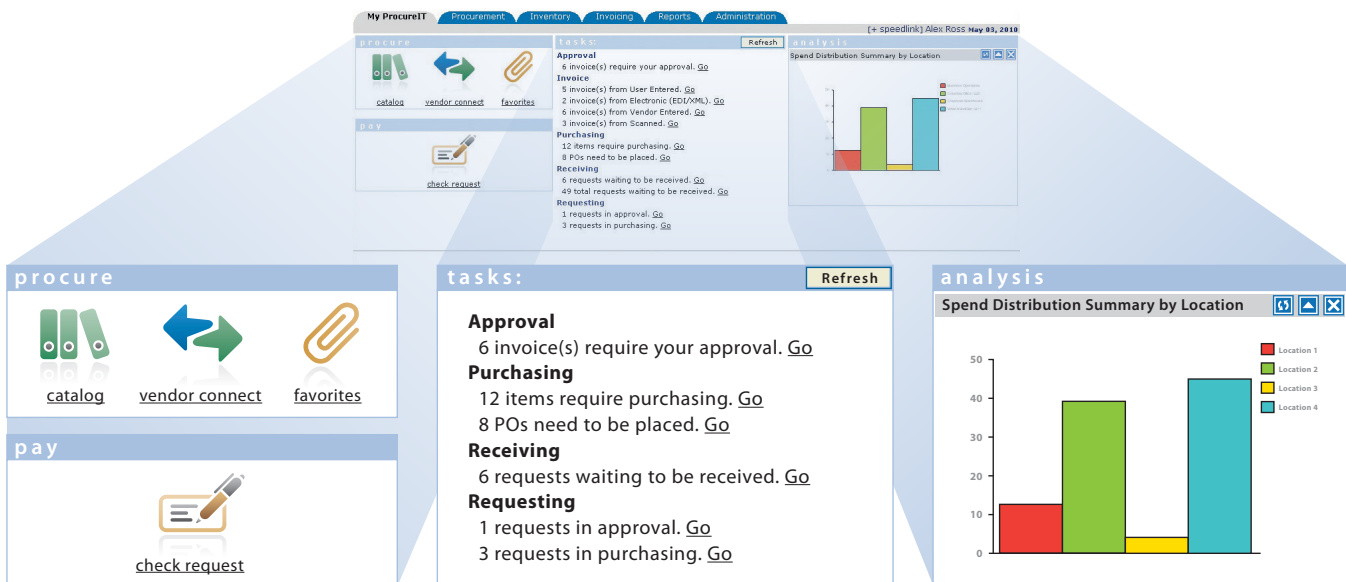 My ProcureIT Procurement Inventory Invoicing Reports Administration
[+ speedlink] Alex Ross May 03, 2010
procure
catalog vendor connect favorites
pay
check request
tasks: Refresh
Approval
6 invoice(s) require your approval. Go
Invoice
5 invoice(s) from User Entered. Go
2 invoice(s) from Electronic (EDI/XML). Go
6 invoice(s) from Vendor Entered. Go
3 invoice(s) from Scanned. Go
Purchasing
12 items require purchasing. Go
8 POs need to be placed. Go
Receiving
6 requests waiting to be received. Go
49 total requests waiting to be received. Go
Requesting
1 requests in approval. Go
3 requests in purchasing. Go
analysis
Spend Distribution Summary by Location
procure
catalog vendor connect favorites
pay
check request
tasks: Refresh
Approval
6 invoice(s) require your approval. Go
Purchasing
12 items require purchasing. Go
8 POs need to be placed. Go
Receiving
6 requests waiting to be received. Go
Requesting
1 requests in approval. Go
3 requests in purchasing. Go
analysis
Spend Distribution Summary by Location
50
40
30
20
10
0
Location 1
Location 2
Location 3
Location 4